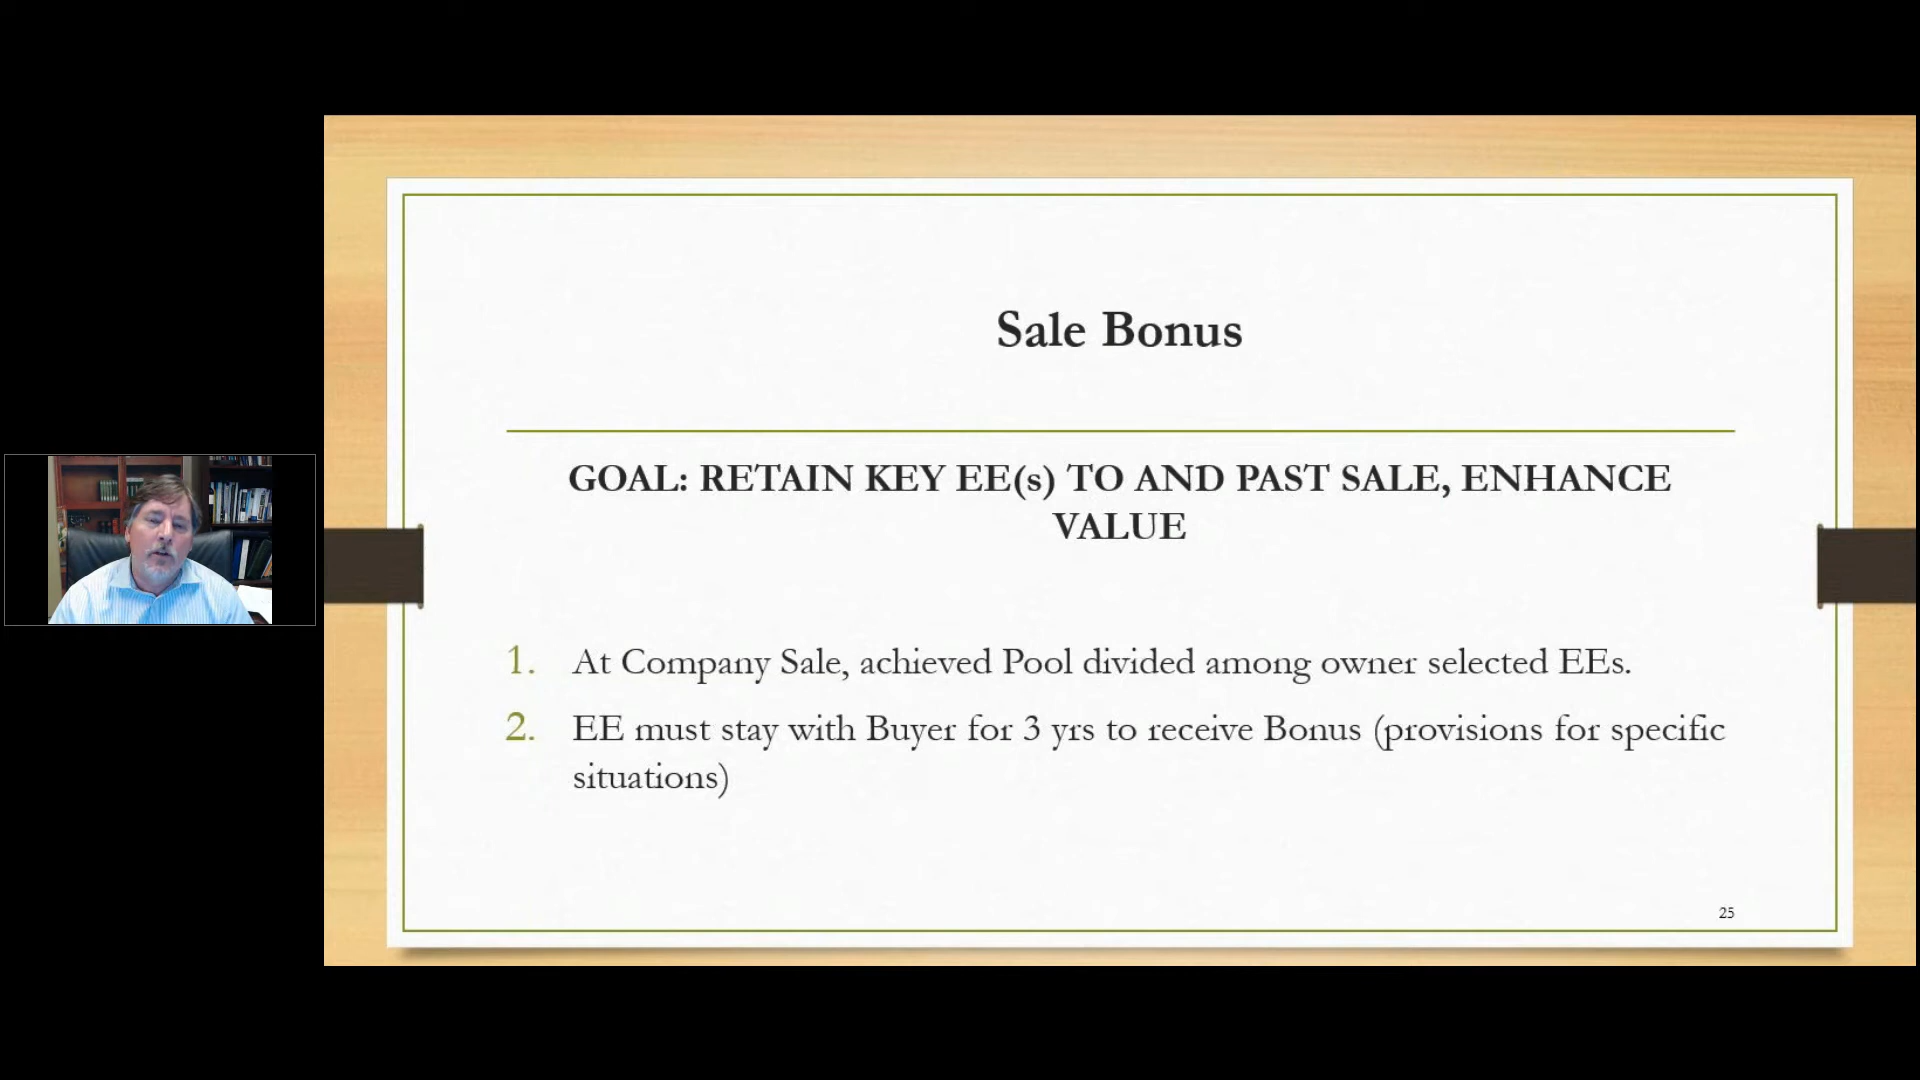 Sale Bonus
GOAL: RETAIN KEY EE(s) TO AND PAST SALE, ENHANCE
VALUE
1. At Company Sale, achieved Pool divided among owner selected EEs.
2. EE must stay with Buyer for 3 yrs to receive Bonus (provisions for specific
situations)
25